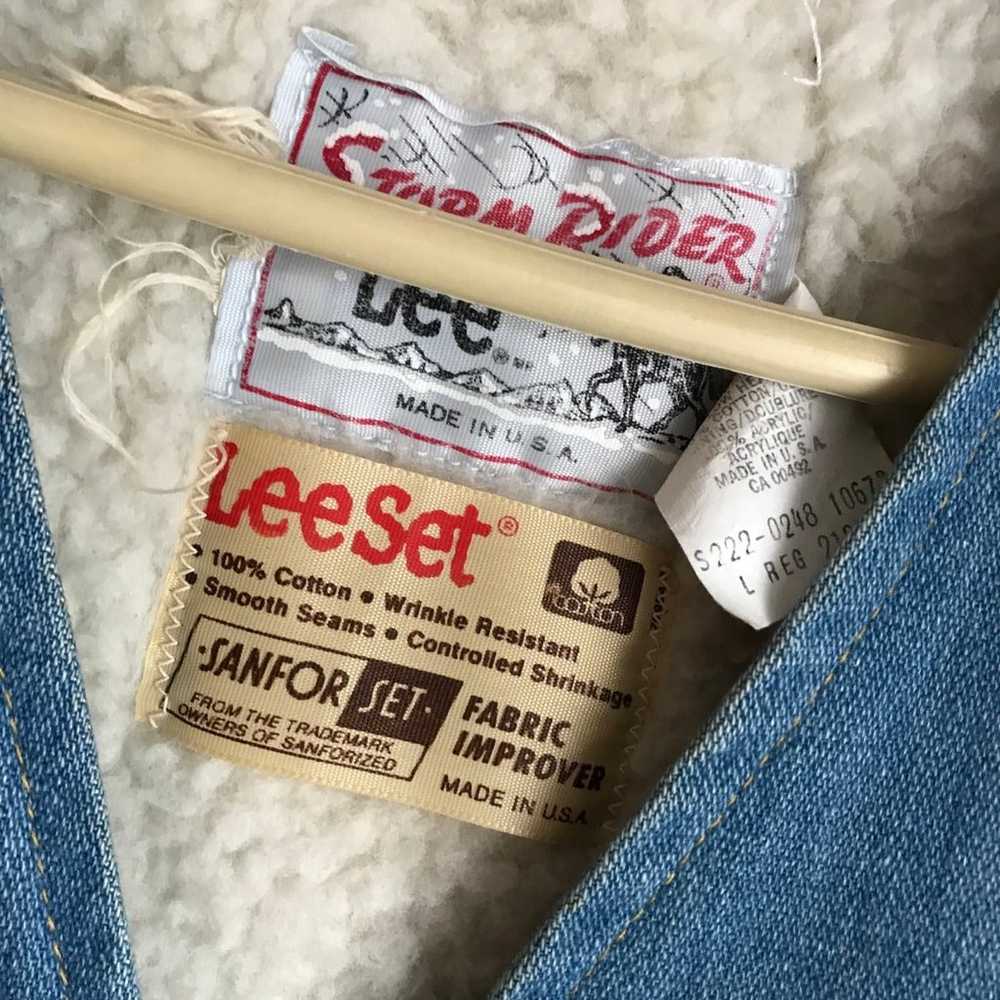 STORM RIDER
®
Lee®
MADE IN U.S.A.
Lee Set®
• 100% Cotton • Wrinkle Resistant
• Smooth Seams • Controlled Shrinkage
cotton
·SANFOR SET·
FROM THE TRADEMARK
OWNERS OF SANFORIZED
FABRIC
IMPROVER
MADE IN U.S.A.
ACRYLIC/
ACRYLIQUE
MADE IN U.S.A.
CA 00492
S222-0248
L REG